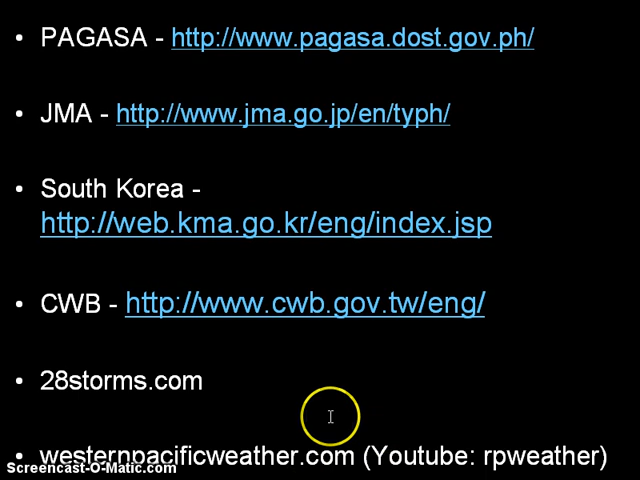 • PAGASA - http://www.pagasa.dost.gov.ph/
• JMA - http://www.jma.go.jp/en/typh/
• South Korea -
http://web.kma.go.kr/eng/index.jsp
• CWB - http://www.cwb.gov.tw/eng/
• 28storms.com
• westernpacificweather.com (Youtube: rpweather)
Screencast-O-Matic.com